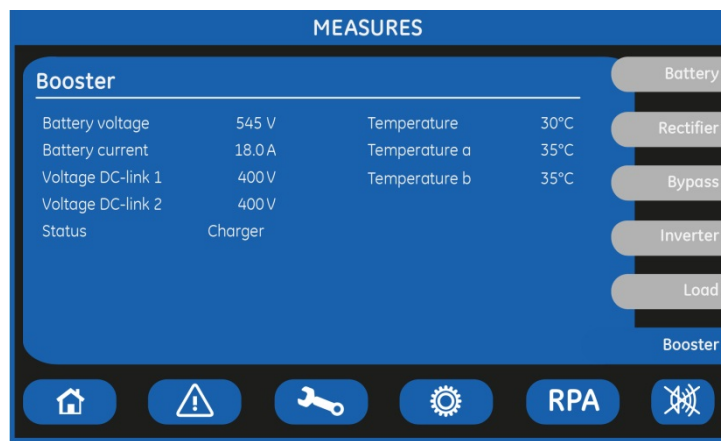 MEASURES
Booster
Battery voltage 545 V Temperature 30°C
Battery current 18.0 A Temperature a 35°C
Voltage DC-link 1 400 V Temperature b 35°C
Voltage DC-link 2 400 V
Status Charger
Battery
Rectifier
Bypass
Inverter
Load
Booster
RPA